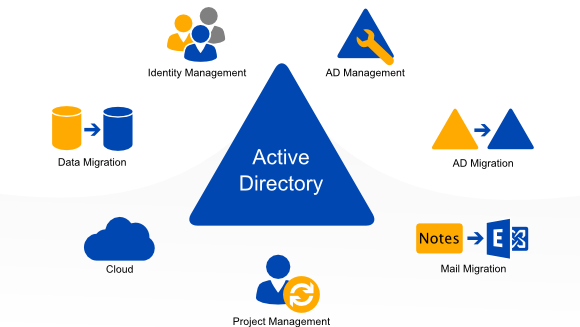 Identity Management
AD Management
Active
Directory
Data Migration
AD Migration
Notes
E
Cloud
Mail Migration
Project Management